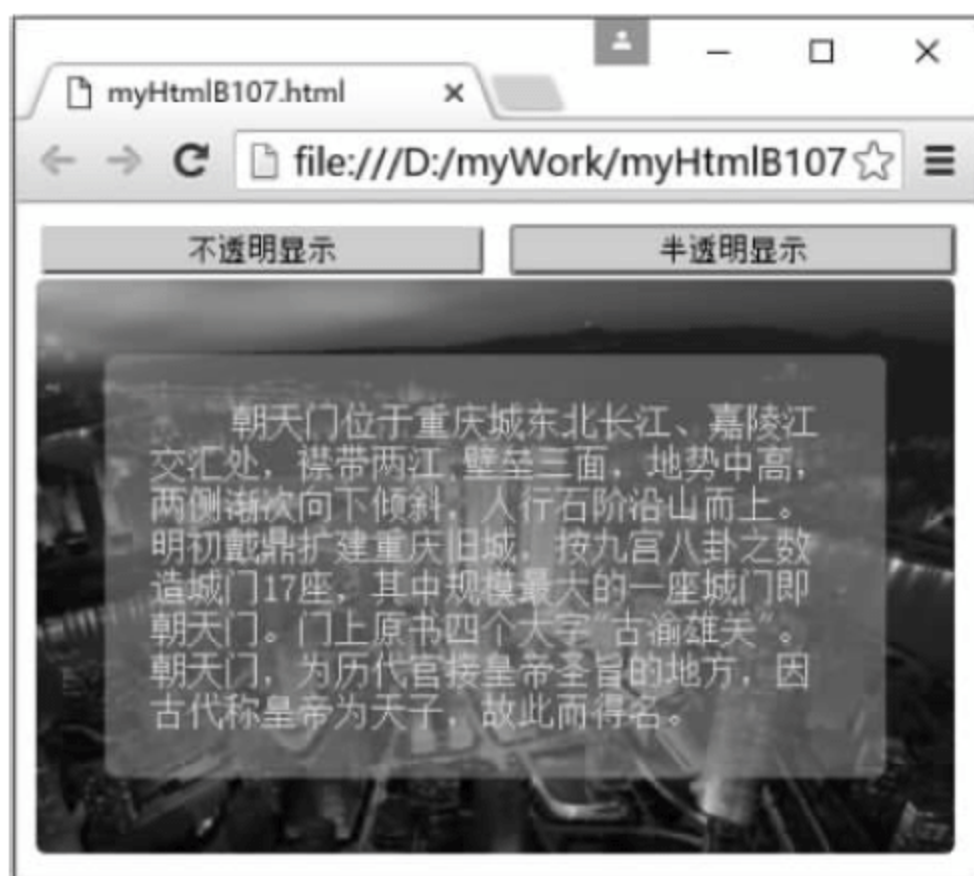 myHtmlB107.html
file:///D:/myWork/myHtmlB107
不透明显示 半透明显示
朝天门位于重庆城东北长江、嘉陵江
交汇处，襟带两江,壁垒三面，地势中高，
两侧渐次向下倾斜，人行石阶沿山而上。
明初戴鼎扩建重庆旧城，按九宫八卦之数
造城门17座，其中规模最大的一座城门即
朝天门。门上原书四个大字"古渝雄关"。
朝天门，为历代官接皇帝圣旨的地方，因
古代称皇帝为天子，故此而得名。